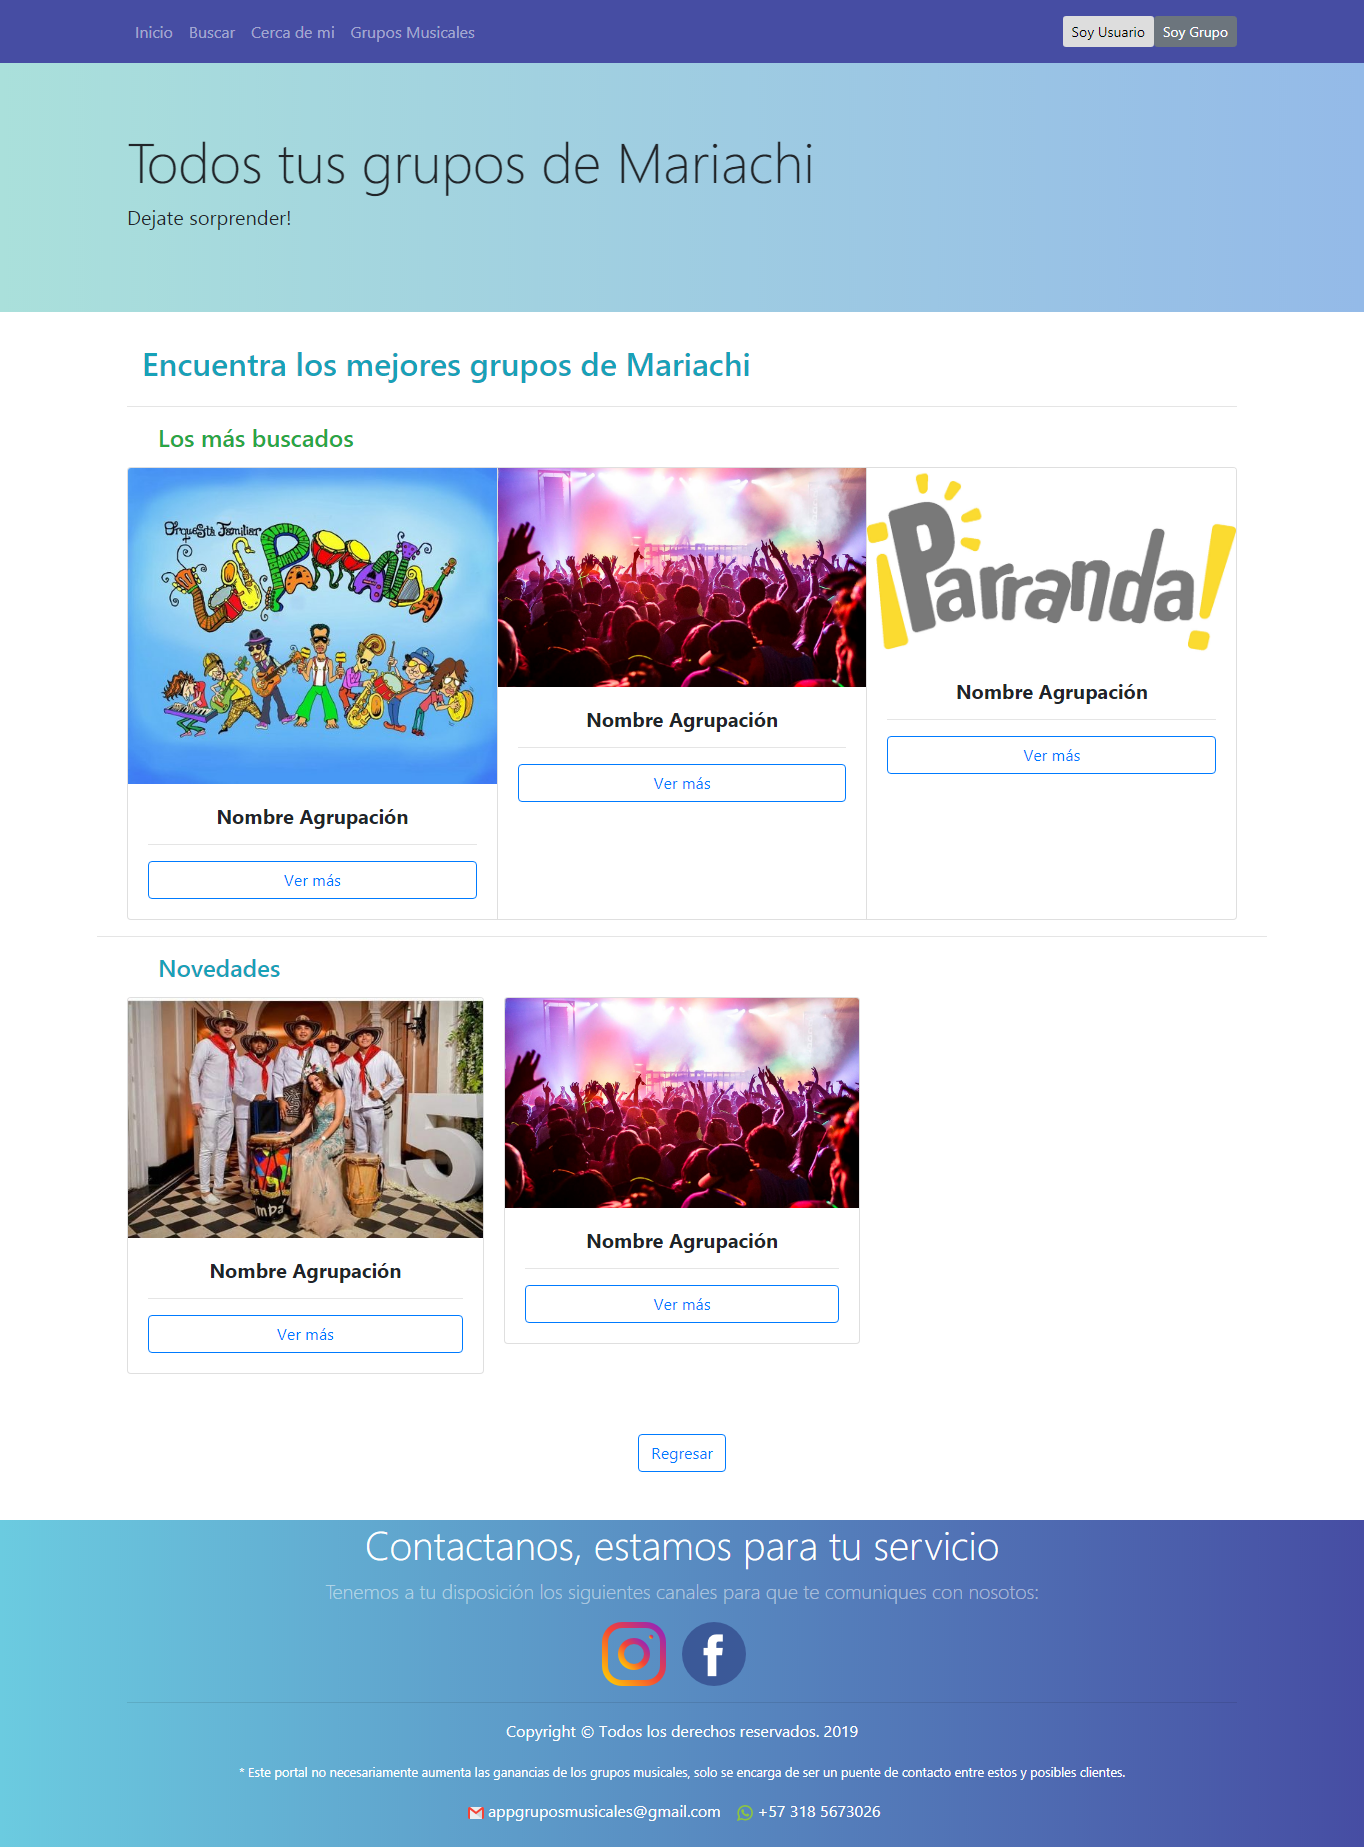 Inicio Buscar Cerca de mi Grupos Musicales Soy Usuario Soy Grupo
Todos tus grupos de Mariachi
Dejate sorprender!
Encuentra los mejores grupos de Mariachi
Los más buscados
Orquesta Familiar
¡Parranda!
Nombre Agrupación
Ver más
Nombre Agrupación
Ver más
Nombre Agrupación
Ver más
Novedades
15
Nombre Agrupación
Ver más
Nombre Agrupación
Ver más
Regresar
Contactanos, estamos para tu servicio
Tenemos a tu disposición los siguientes canales para que te comuniques con nosotos:
Copyright © Todos los derechos reservados. 2019
* Este portal no necesariamente aumenta las ganancias de los grupos musicales, solo se encarga de ser un puente de contacto entre estos y posibles clientes.
appgruposmusicales@gmail.com +57 318 5673026